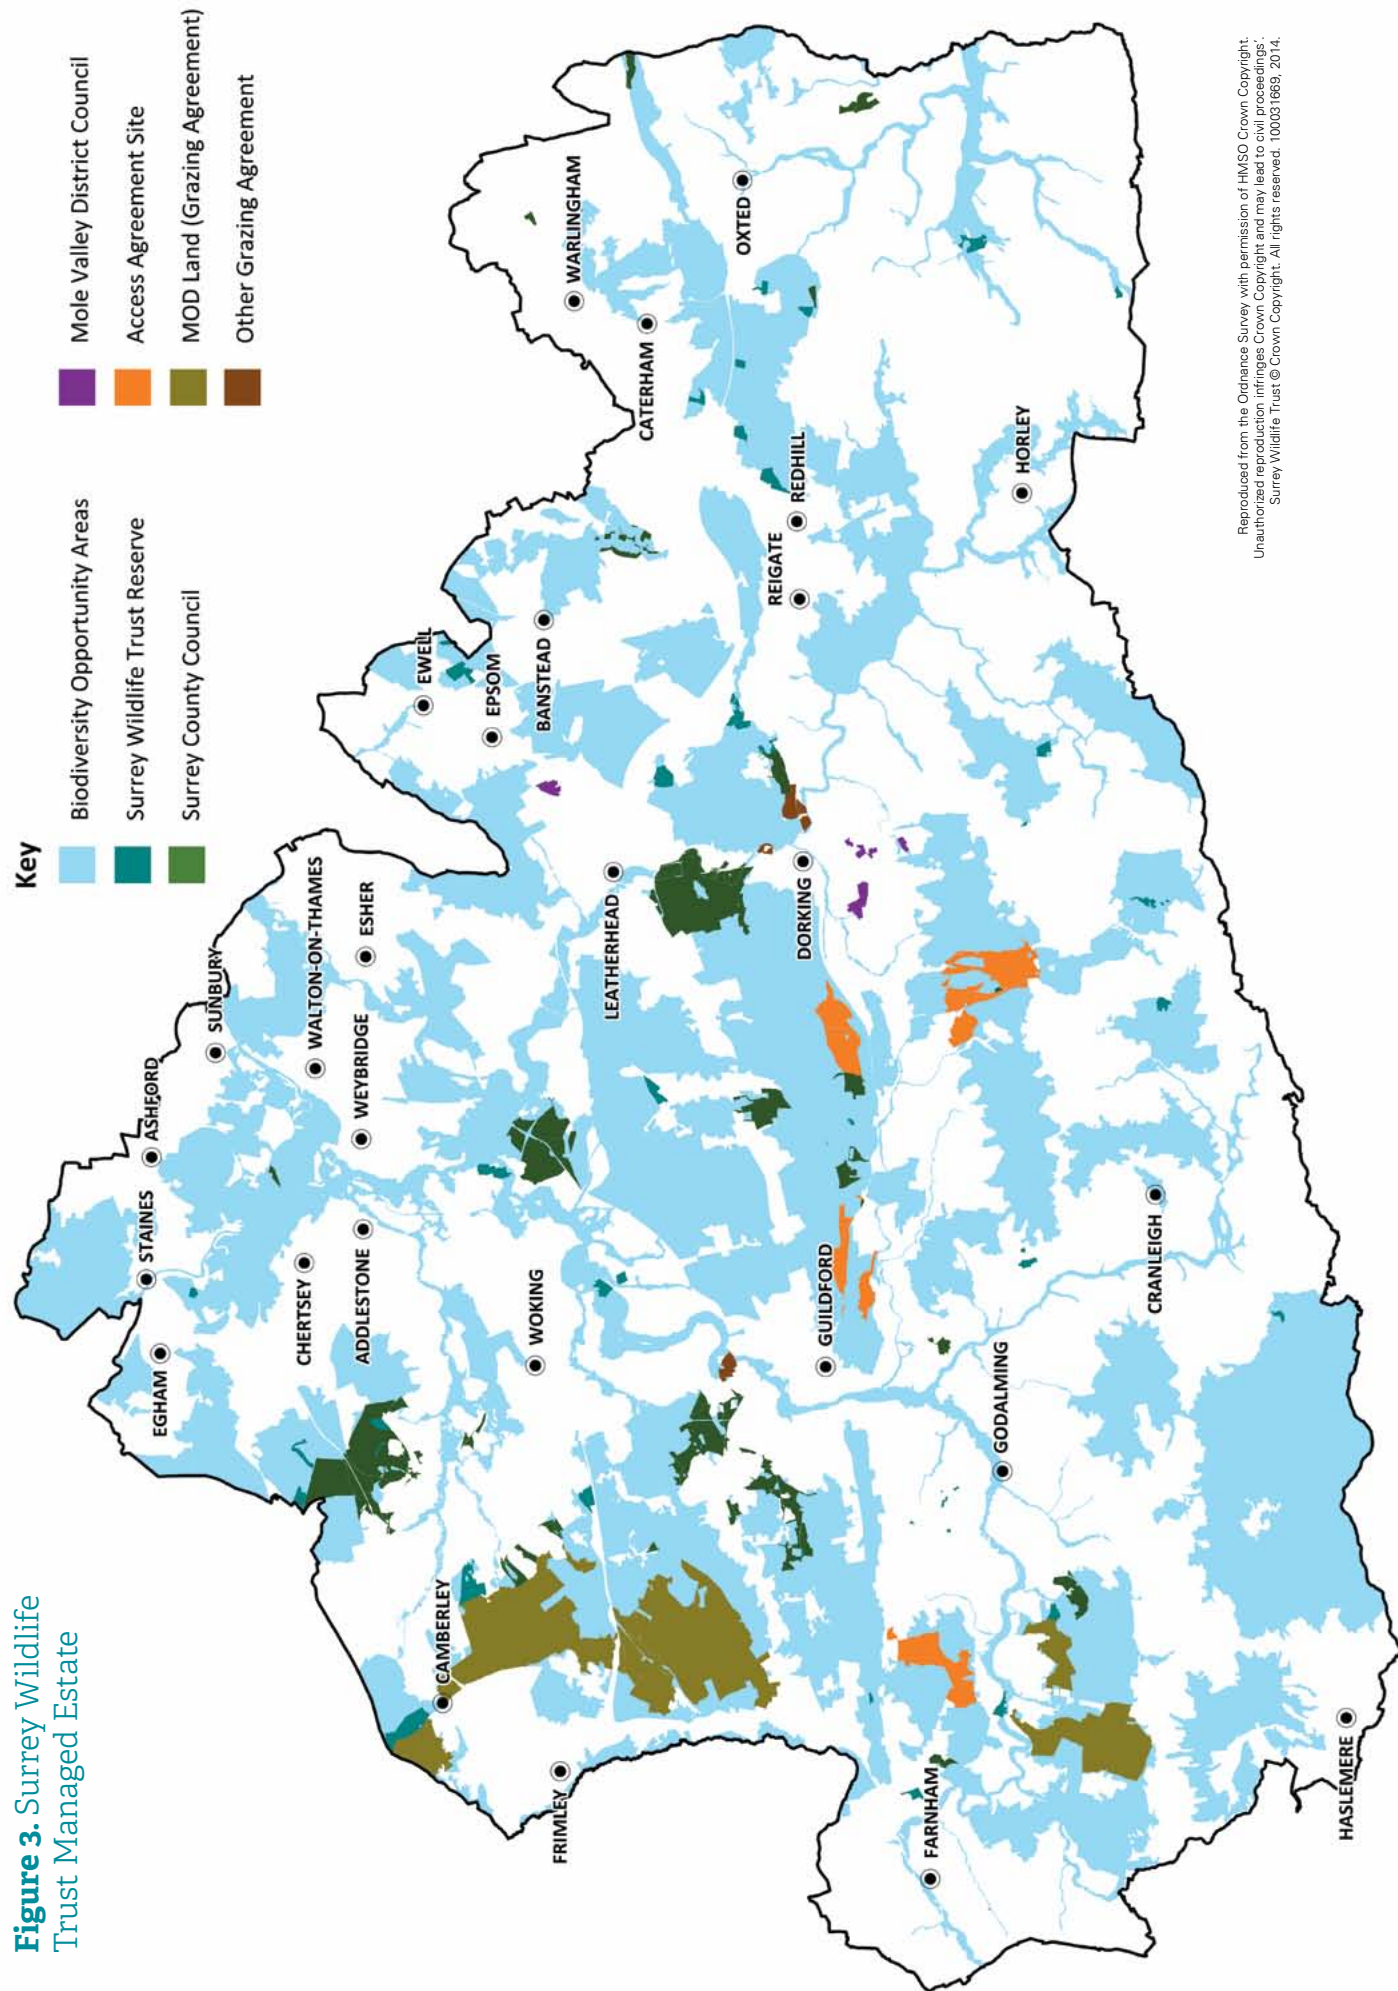 Figure 3. Surrey Wildlife
Trust Managed Estate
Key
Biodiversity Opportunity Areas
Surrey Wildlife Trust Reserve
Surrey County Council
Mole Valley District Council
Access Agreement Site
MOD Land (Grazing Agreement)
Other Grazing Agreement
STAINES
ASHFORD
EGHAM
SUNBURY
CHERTSEY
WALTON-ON-THAMES
ADDLESTONE
WEYBRIDGE
ESHER
EWELL
EPSOM
BANSTEAD
CAMBERLEY
WOKING
FRIMLEY
LEATHERHEAD
WARLINGHAM
CATERHAM
OXTED
REIGATE
REDHILL
DORKING
GUILDFORD
FARNHAM
GODALMING
HORLEY
CRANLEIGH
HASLEMERE
Reproduced from the Ordnance Survey with permission of HMSO Crown Copyright.
Unauthorized reproduction infringes Crown Copyright and may lead to civil proceedings'.
Surrey Wildlife Trust © Crown Copyright. All rights reserved. 100031669, 2014.